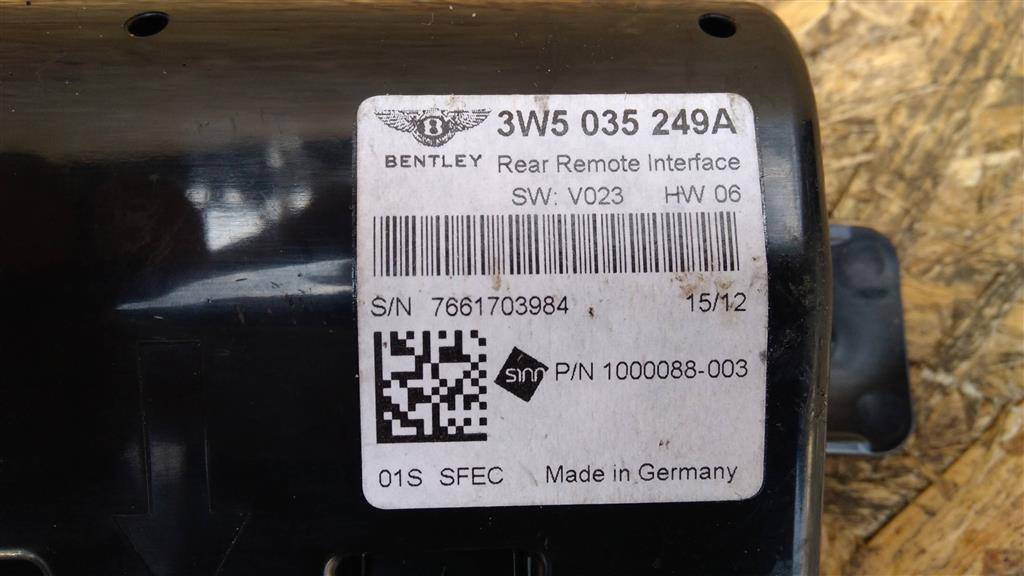 3W5 035 249A
BENTLEY
Rear Remote Interface
SW: V023 HW 06
S/N 7661703984 15/12
sınn P/N 1000088-003
01S SFEC Made in Germany